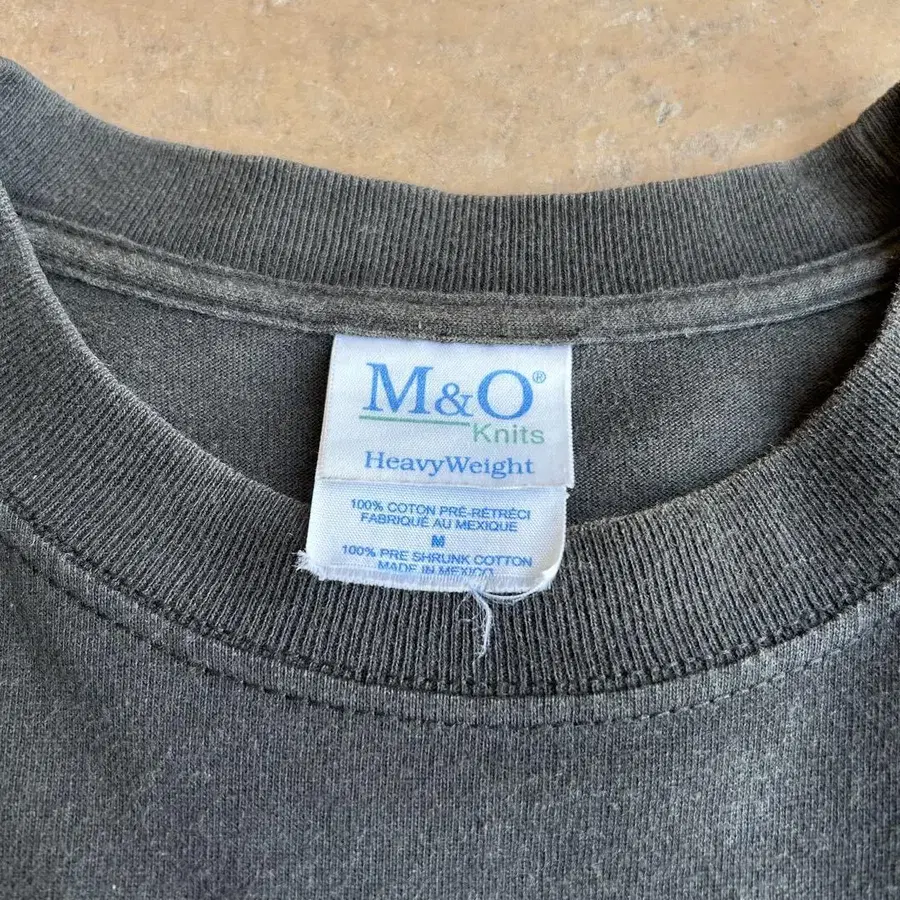 M&O®
Knits
HeavyWeight
100% COTON PRÉ-RÉTRÉCI
FABRIQUÉ AU MEXIQUE
M
100% PRE SHRUNK COTTON
MADE IN MEXICO